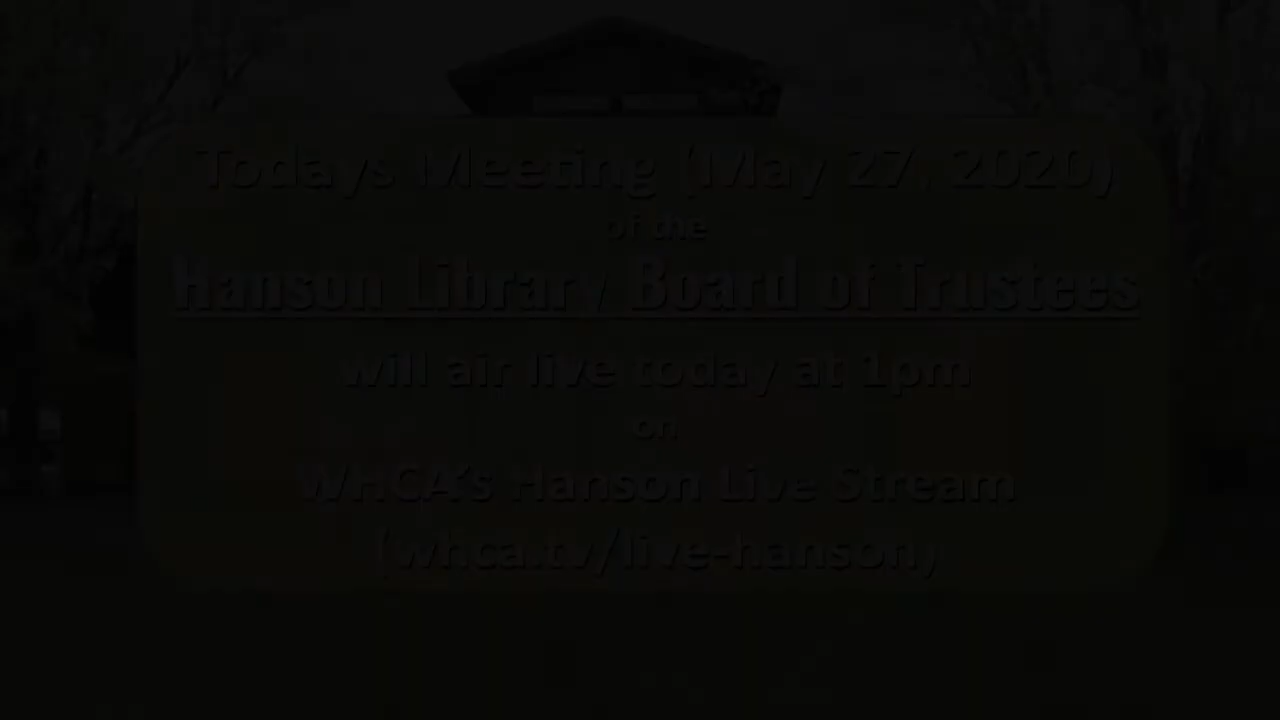 Todays Meeting (May 27, 2020)
of the
Hanson Library Board of Trustees
will air live today at 1pm
on
WHCA's Hanson Live Stream
(whca.tv/live-hanson)